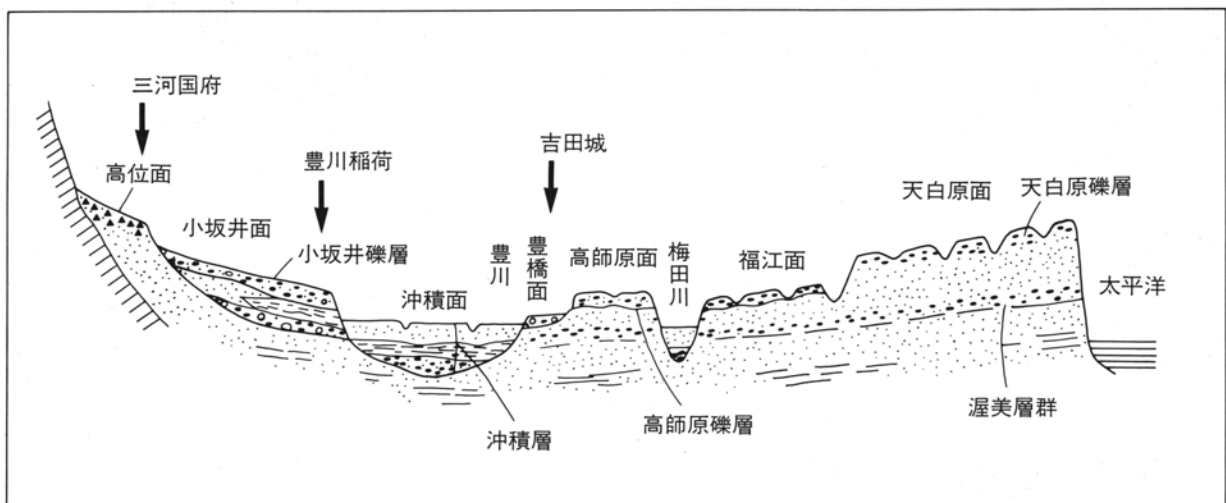 三河国府
高位面
豊川稲荷
小坂井面
小坂井礫層
沖積面
豊川
沖積層
吉田城
豊橋面
高師原面
梅田川
福江面
高師原礫層
天白原面
天白原礫層
太平洋
渥美層群